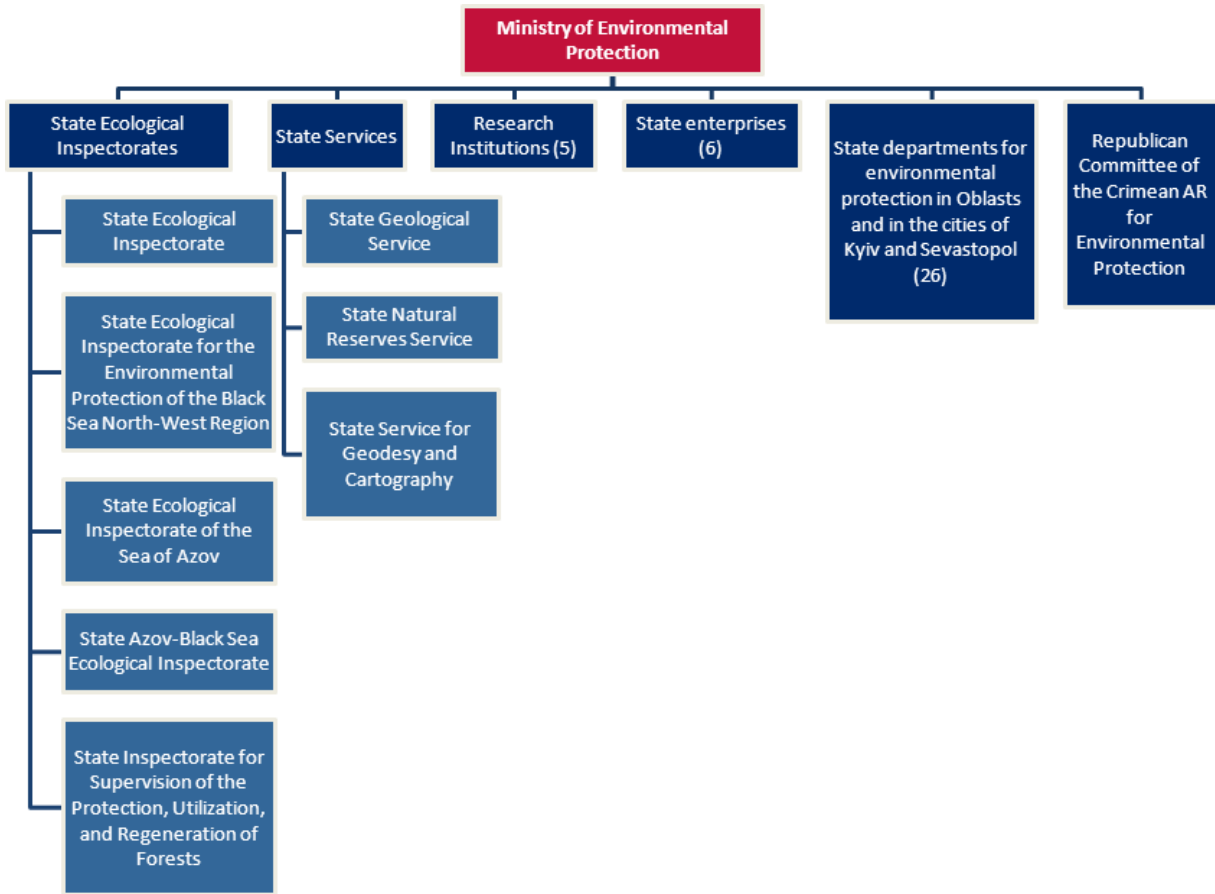 Ministry of Environmental
Protection
State Ecological
Inspectorates
State Services
Research
Institutions (5)
State enterprises
(6)
State departments for
environmental
protection in Oblasts
and in the cities of
Kyiv and Sevastopol
(26)
Republican
Committee of
the Crimean AR
for
Environmental
Protection
State Ecological
Inspectorate
State Ecological
Inspectorate for the
Environmental
Protection of the Black
Sea North-West Region
State Ecological
Inspectorate of the
Sea of Azov
State Azov-Black Sea
Ecological Inspectorate
State Inspectorate for
Supervision of the
Protection, Utilization,
and Regeneration of
Forests
State Geological
Service
State Natural
Reserves Service
State Service for
Geodesy and
Cartography